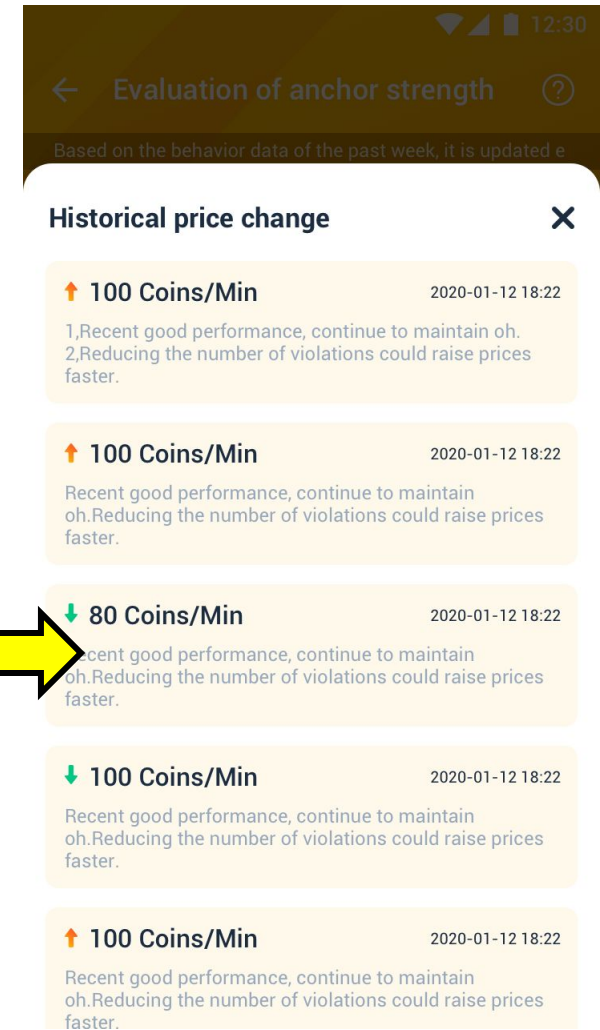 12:30
Evaluation of anchor strength
Based on the behavior data of the past week, it is updated e
Historical price change
100 Coins/Min 2020-01-12 18:22
1,Recent good performance, continue to maintain oh.
2,Reducing the number of violations could raise prices
faster.
100 Coins/Min 2020-01-12 18:22
Recent good performance, continue to maintain
oh.Reducing the number of violations could raise prices
faster.
80 Coins/Min 2020-01-12 18:22
ecent good performance, continue to maintain
oh.Reducing the number of violations could raise prices
faster.
100 Coins/Min 2020-01-12 18:22
Recent good performance, continue to maintain
oh.Reducing the number of violations could raise prices
faster.
100 Coins/Min 2020-01-12 18:22
Recent good performance, continue to maintain
oh.Reducing the number of violations could raise prices
faster.